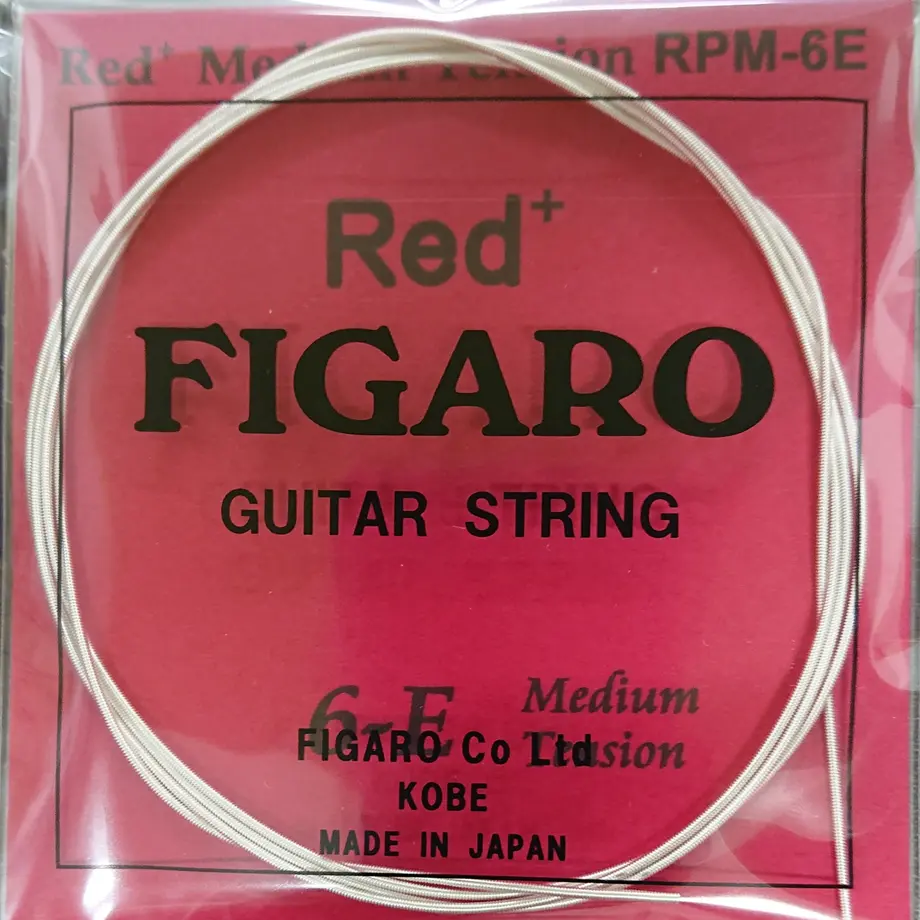 Red+ Medium Tension RPM-6E
Red+
FIGARO
GUITAR STRING
6-E Medium
Tension
FIGARO Co Ltd
KOBE
MADE IN JAPAN